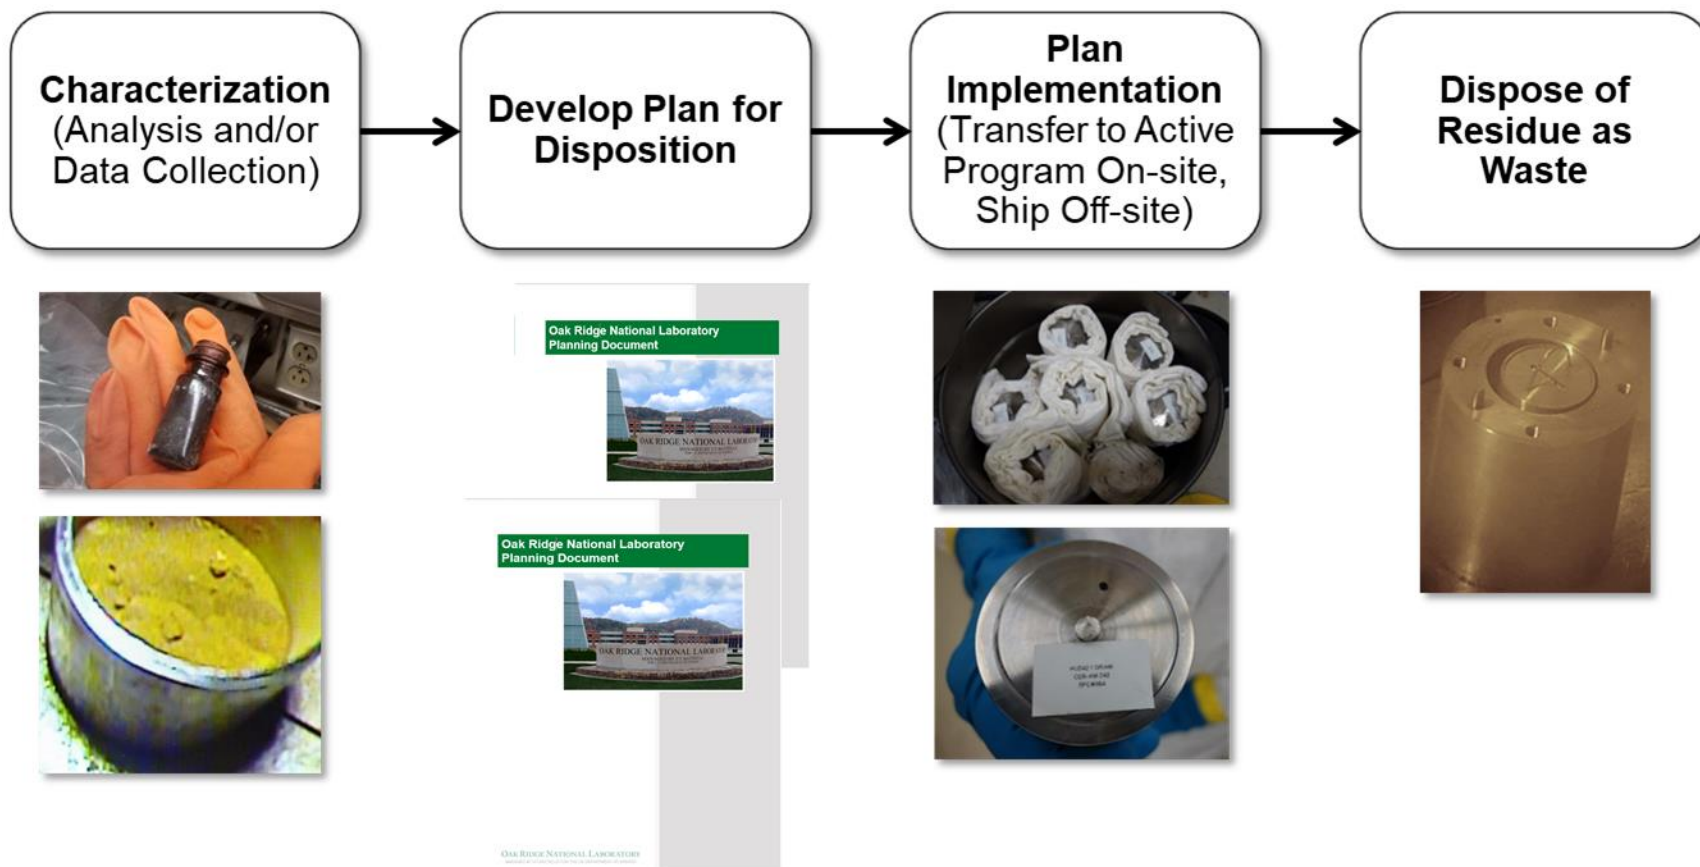 Characterization
(Analysis and/or
Data Collection)
Develop Plan for
Disposition
Plan
Implementation
(Transfer to Active
Program On-site,
Ship Off-site)
Dispose of
Residue as
Waste
Oak Ridge National Laboratory
Planning Document
OAK RIDGE NATIONAL LABORATORY
Oak Ridge National Laboratory
Planning Document
OAK RIDGE NATIONAL LABORATORY
OAK RIDGE NATIONAL LABORATORY